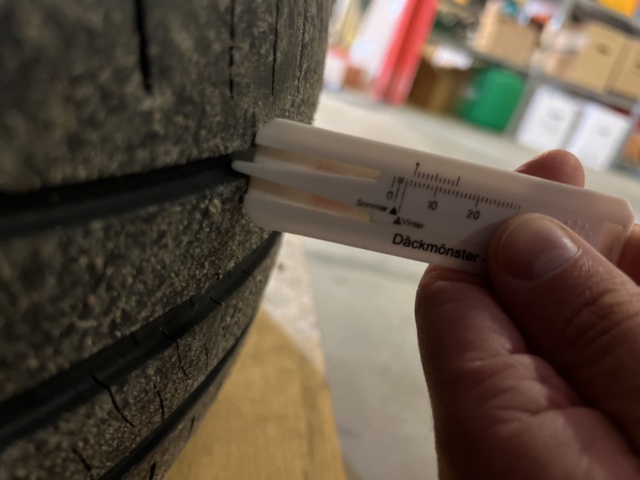 0 10 20
Sommar
Vinter
Däckmönster -